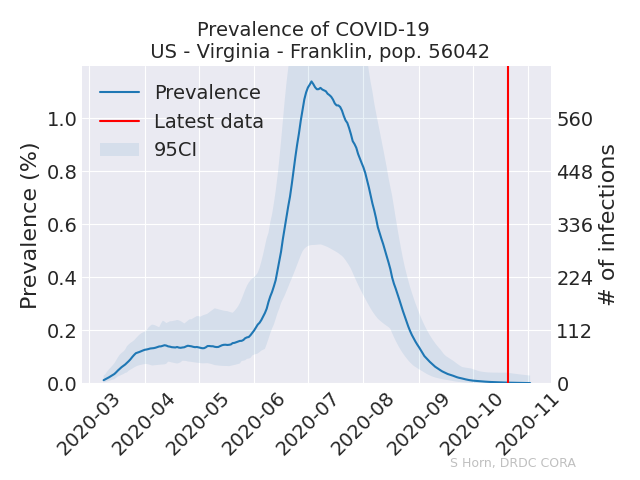 Prevalence of COVID-19
US - Virginia - Franklin, pop. 56042
Prevalence
Latest data
95CI
Prevalence (%)
1.0
0.8
0.6
0.4
0.2
0.0
560
448
336
224
112
0
# of infections
2020-03
2020-04
2020-05
2020-06
2020-07
2020-08
2020-09
2020-10
2020-11
S Horn, DRDC CORA